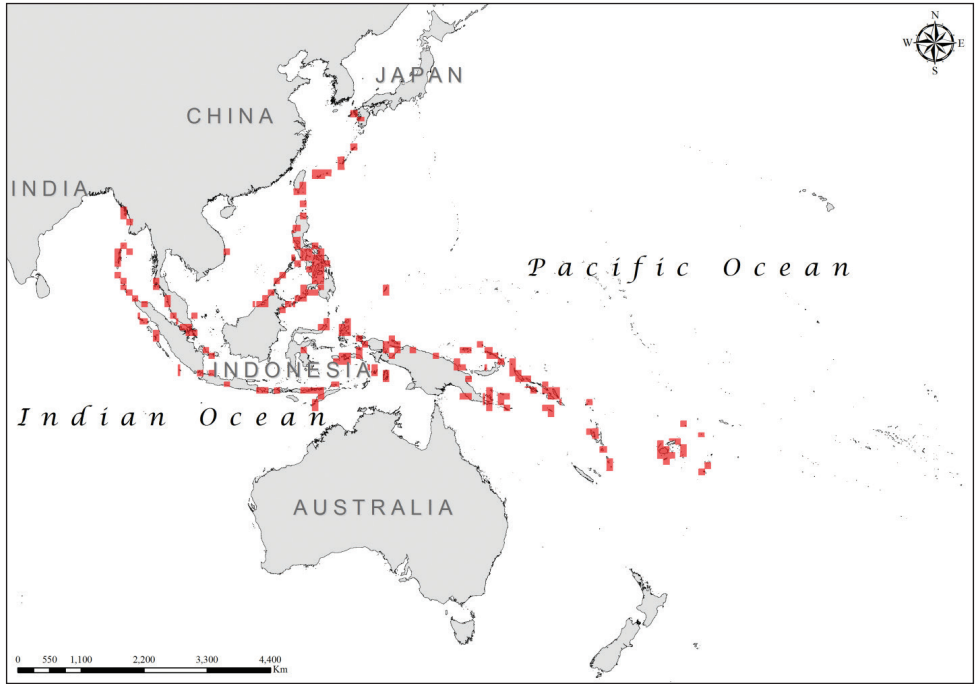 N
W E
S
JAPAN
CHINA
INDIA
Pacific Ocean
INDONESIA
Indian Ocean
AUSTRALIA
0 550 1,100 2,200 3,300 4,400
Km